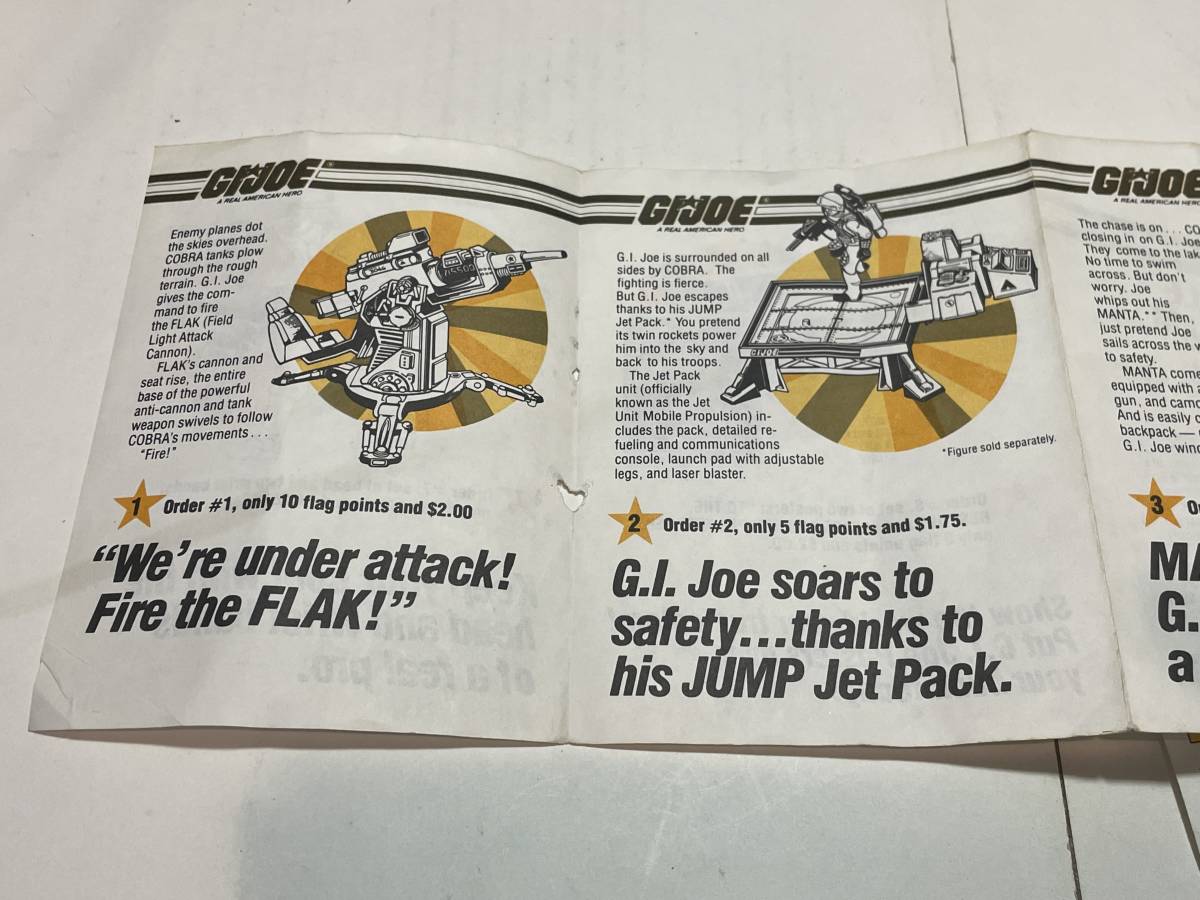 G.I. JOE
A REAL AMERICAN HERO
Enemy planes dot
the skies overhead.
COBRA tanks plow
through the rough
terrain. G.I. Joe
gives the com-
mand to fire
the FLAK (Field
Light Attack
Cannon).
FLAK's cannon and
seat rise, the entire
base of the powerful
anti-cannon and tank
weapon swivels to follow
COBRA's movements . . .
"Fire!"
1 Order #1, only 10 flag points and $2.00
"We're under attack!
Fire the FLAK!"
G.I. JOE
A REAL AMERICAN HERO
G.I. Joe is surrounded on all
sides by COBRA. The
fighting is fierce.
But G.I. Joe escapes
thanks to his JUMP
Jet Pack.* You pretend
its twin rockets power
him into the sky and
back to his troops.
The Jet Pack
unit (officially
known as the Jet
Unit Mobile Propulsion) in-
cludes the pack, detailed re-
fueling and communications
console, launch pad with adjustable
legs, and laser blaster.
G.I. JOE
*Figure sold separately.
2 Order #2, only 5 flag points and $1.75.
G.I. Joe soars to
safety...thanks to
his JUMP Jet Pack.
G.I. JOE
A REAL AMERICAN
The chase is on . . . CO
closing in on G.I. Joe
They come to the lak
No time to swim
across. But don't
worry. Joe
whips out his
MANTA.** Then,
just pretend Joe
sails across the w
to safety.
MANTA come
equipped with a
gun, and camo
And is easily c
backpack —
G.I. Joe wind
3 O
MA
G.
a